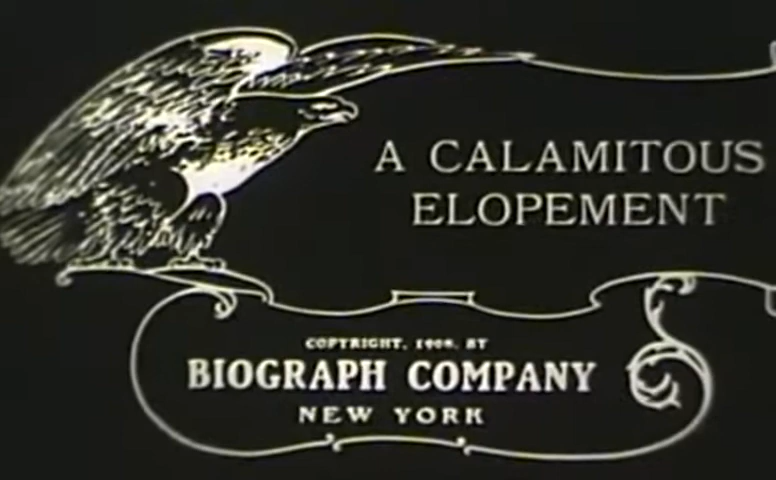 A CALAMITOUS
ELOPEMENT
COPYRIGHT, 1908. BY
BIOGRAPH COMPANY
NEW YORK